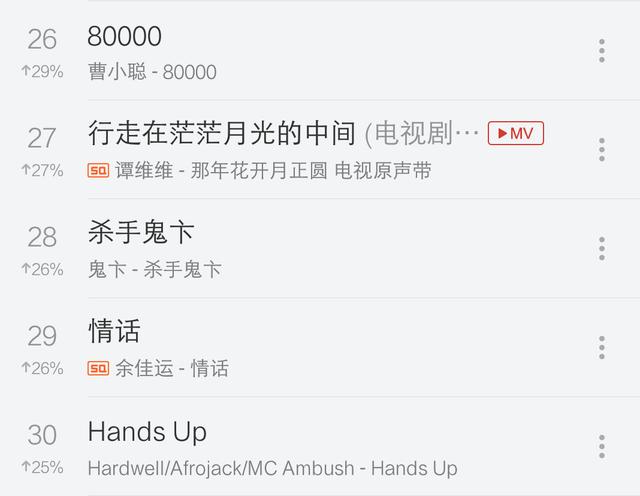 26 80000
↑29% 曹小聪 - 80000
27 行走在茫茫月光的中间 (电视剧… MV
↑27% SQ 谭维维 - 那年花开月正圆 电视原声带
28 杀手鬼卞
↑26% 鬼卞 - 杀手鬼卞
29 情话
↑26% SQ 余佳运 - 情话
30 Hands Up
↑25% Hardwell/Afrojack/MC Ambush - Hands Up